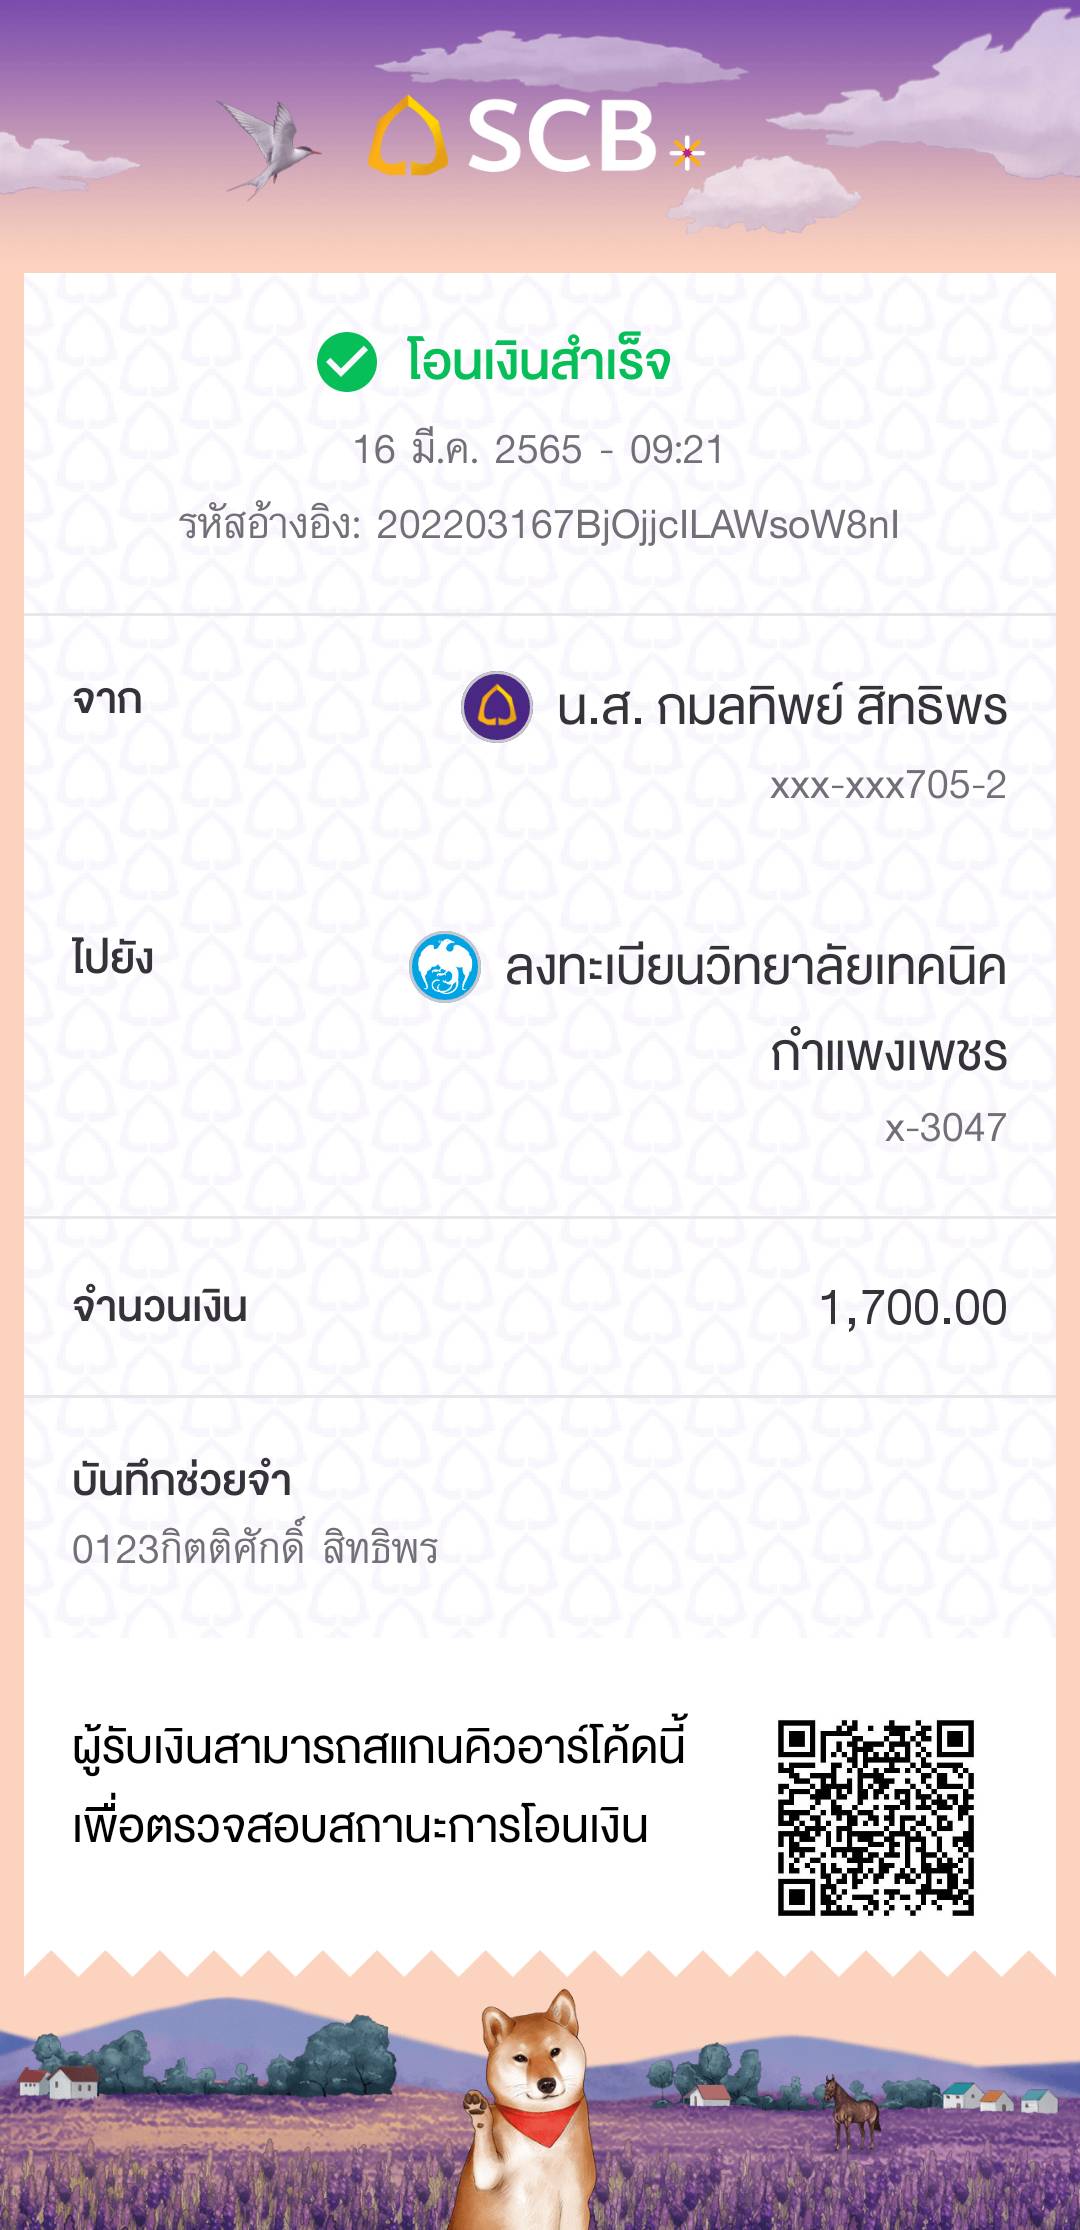 SCB
โอนเงินสำเร็จ
16 มี.ค. 2565 - 09:21
รหัสอ้างอิง: 202203167BjOjjcILAWsoW8nI
จาก
น.ส. กมลทิพย์ สิทธิพร
xxx-xxx705-2
ไปยัง
ลงทะเบียนวิทยาลัยเทคนิค
กำแพงเพชร
x-3047
จำนวนเงิน
1,700.00
บันทึกช่วยจำ
0123กิตติศักดิ์ สิทธิพร
ผู้รับเงินสามารถสแกนคิวอาร์โค้ดนี้
เพื่อตรวจสอบสถานะการโอนเงิน